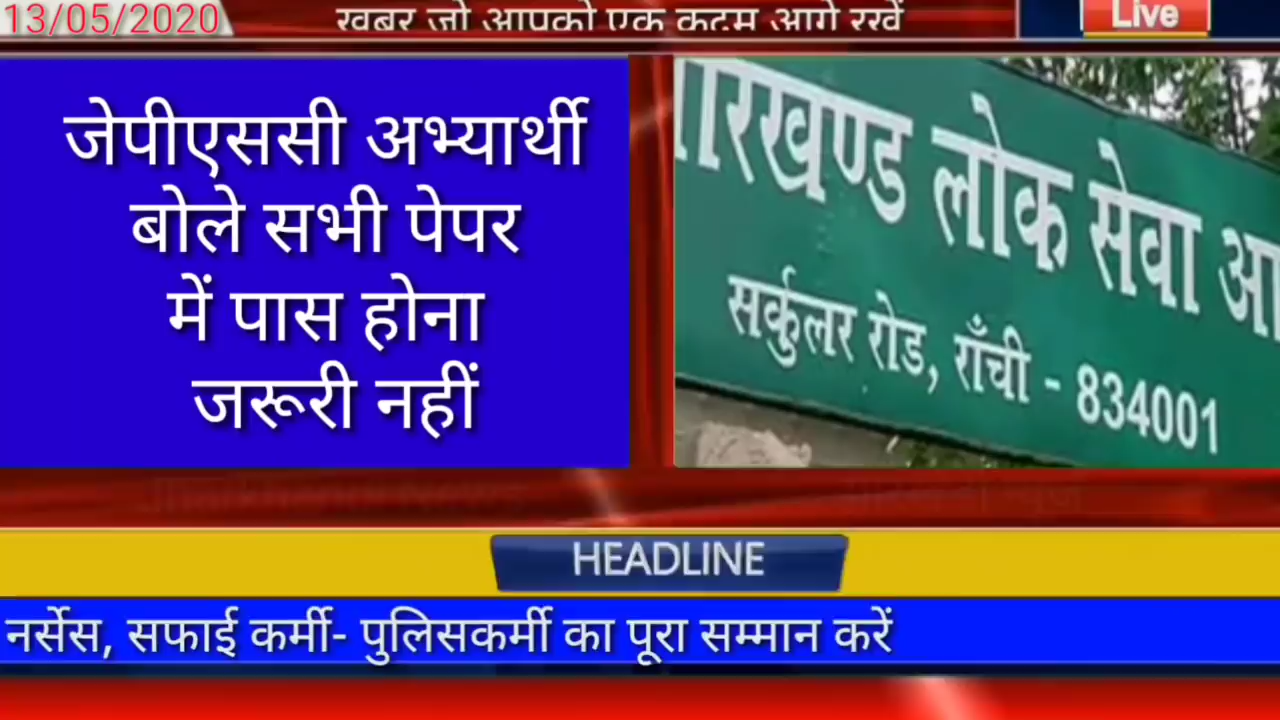 13/05/2020
खबर जो आपको एक कदम आगे रखें
Live
जेपीएससी अभ्यार्थी
बोले सभी पेपर
में पास होना
जरूरी नहीं
लोक सेवा
सर्कुलर रोड, राँची - 834001
HEADLINE
नर्सेस, सफाई कर्मी- पुलिसकर्मी का पूरा सम्मान करें